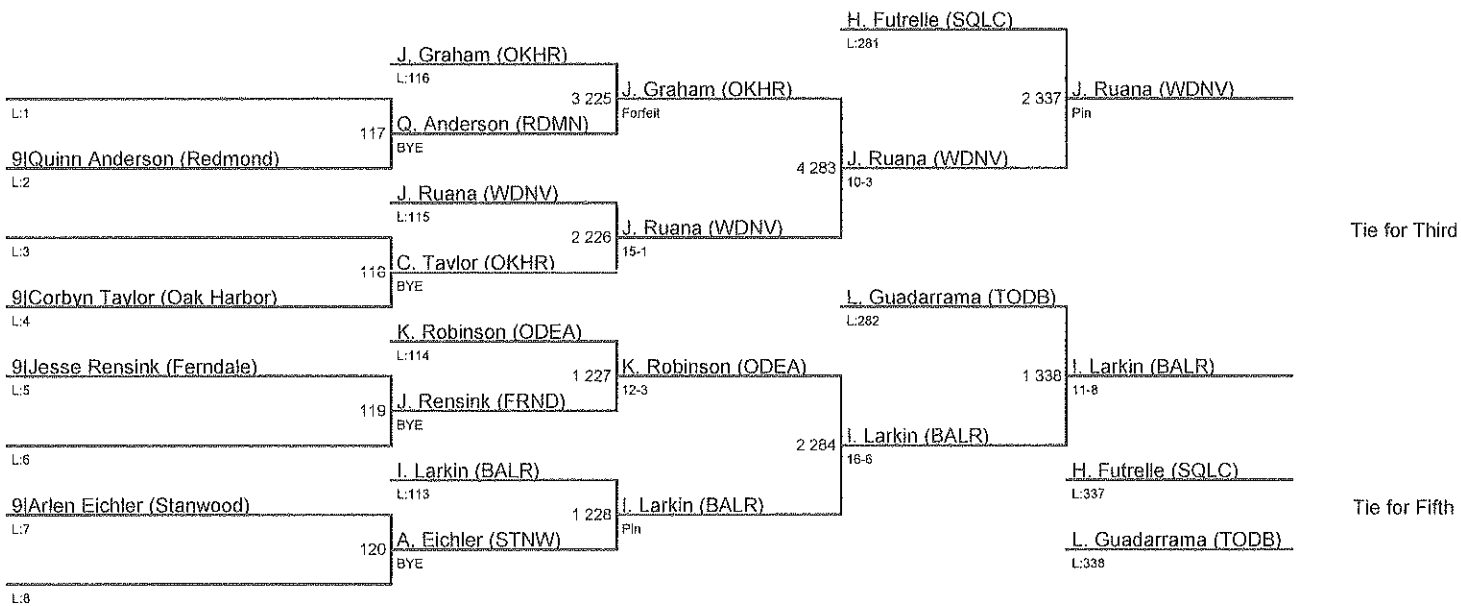 H. Futrelle (SQLC)
L:281
J. Graham (OKHR)
L:116
L:1
3 225
J. Graham (OKHR)
Forfeit
2 337
J. Ruana (WDNV)
Pin
117
Q. Anderson (RDMN)
BYE
9|Quinn Anderson (Redmond)
L:2
4 283
J. Ruana (WDNV)
10-3
J. Ruana (WDNV)
L:115
L:3
2 226
J. Ruana (WDNV)
15-1
Tie for Third
118
C. Taylor (OKHR)
BYE
9|Corbyn Taylor (Oak Harbor)
L:4
L. Guadarrama (TODB)
L:282
K. Robinson (ODEA)
L:114
9|Jesse Rensink (Ferndale)
L:5
1 227
K. Robinson (ODEA)
12-3
1 338
I. Larkin (BALR)
11-8
119
J. Rensink (FRND)
BYE
L:6
2 284
I. Larkin (BALR)
16-6
I. Larkin (BALR)
L:113
H. Futrelle (SQLC)
L:337
9|Arlen Eichler (Stanwood)
L:7
1 228
I. Larkin (BALR)
Pin
Tie for Fifth
120
A. Eichler (STNW)
BYE
L. Guadarrama (TODB)
L:338
L:8